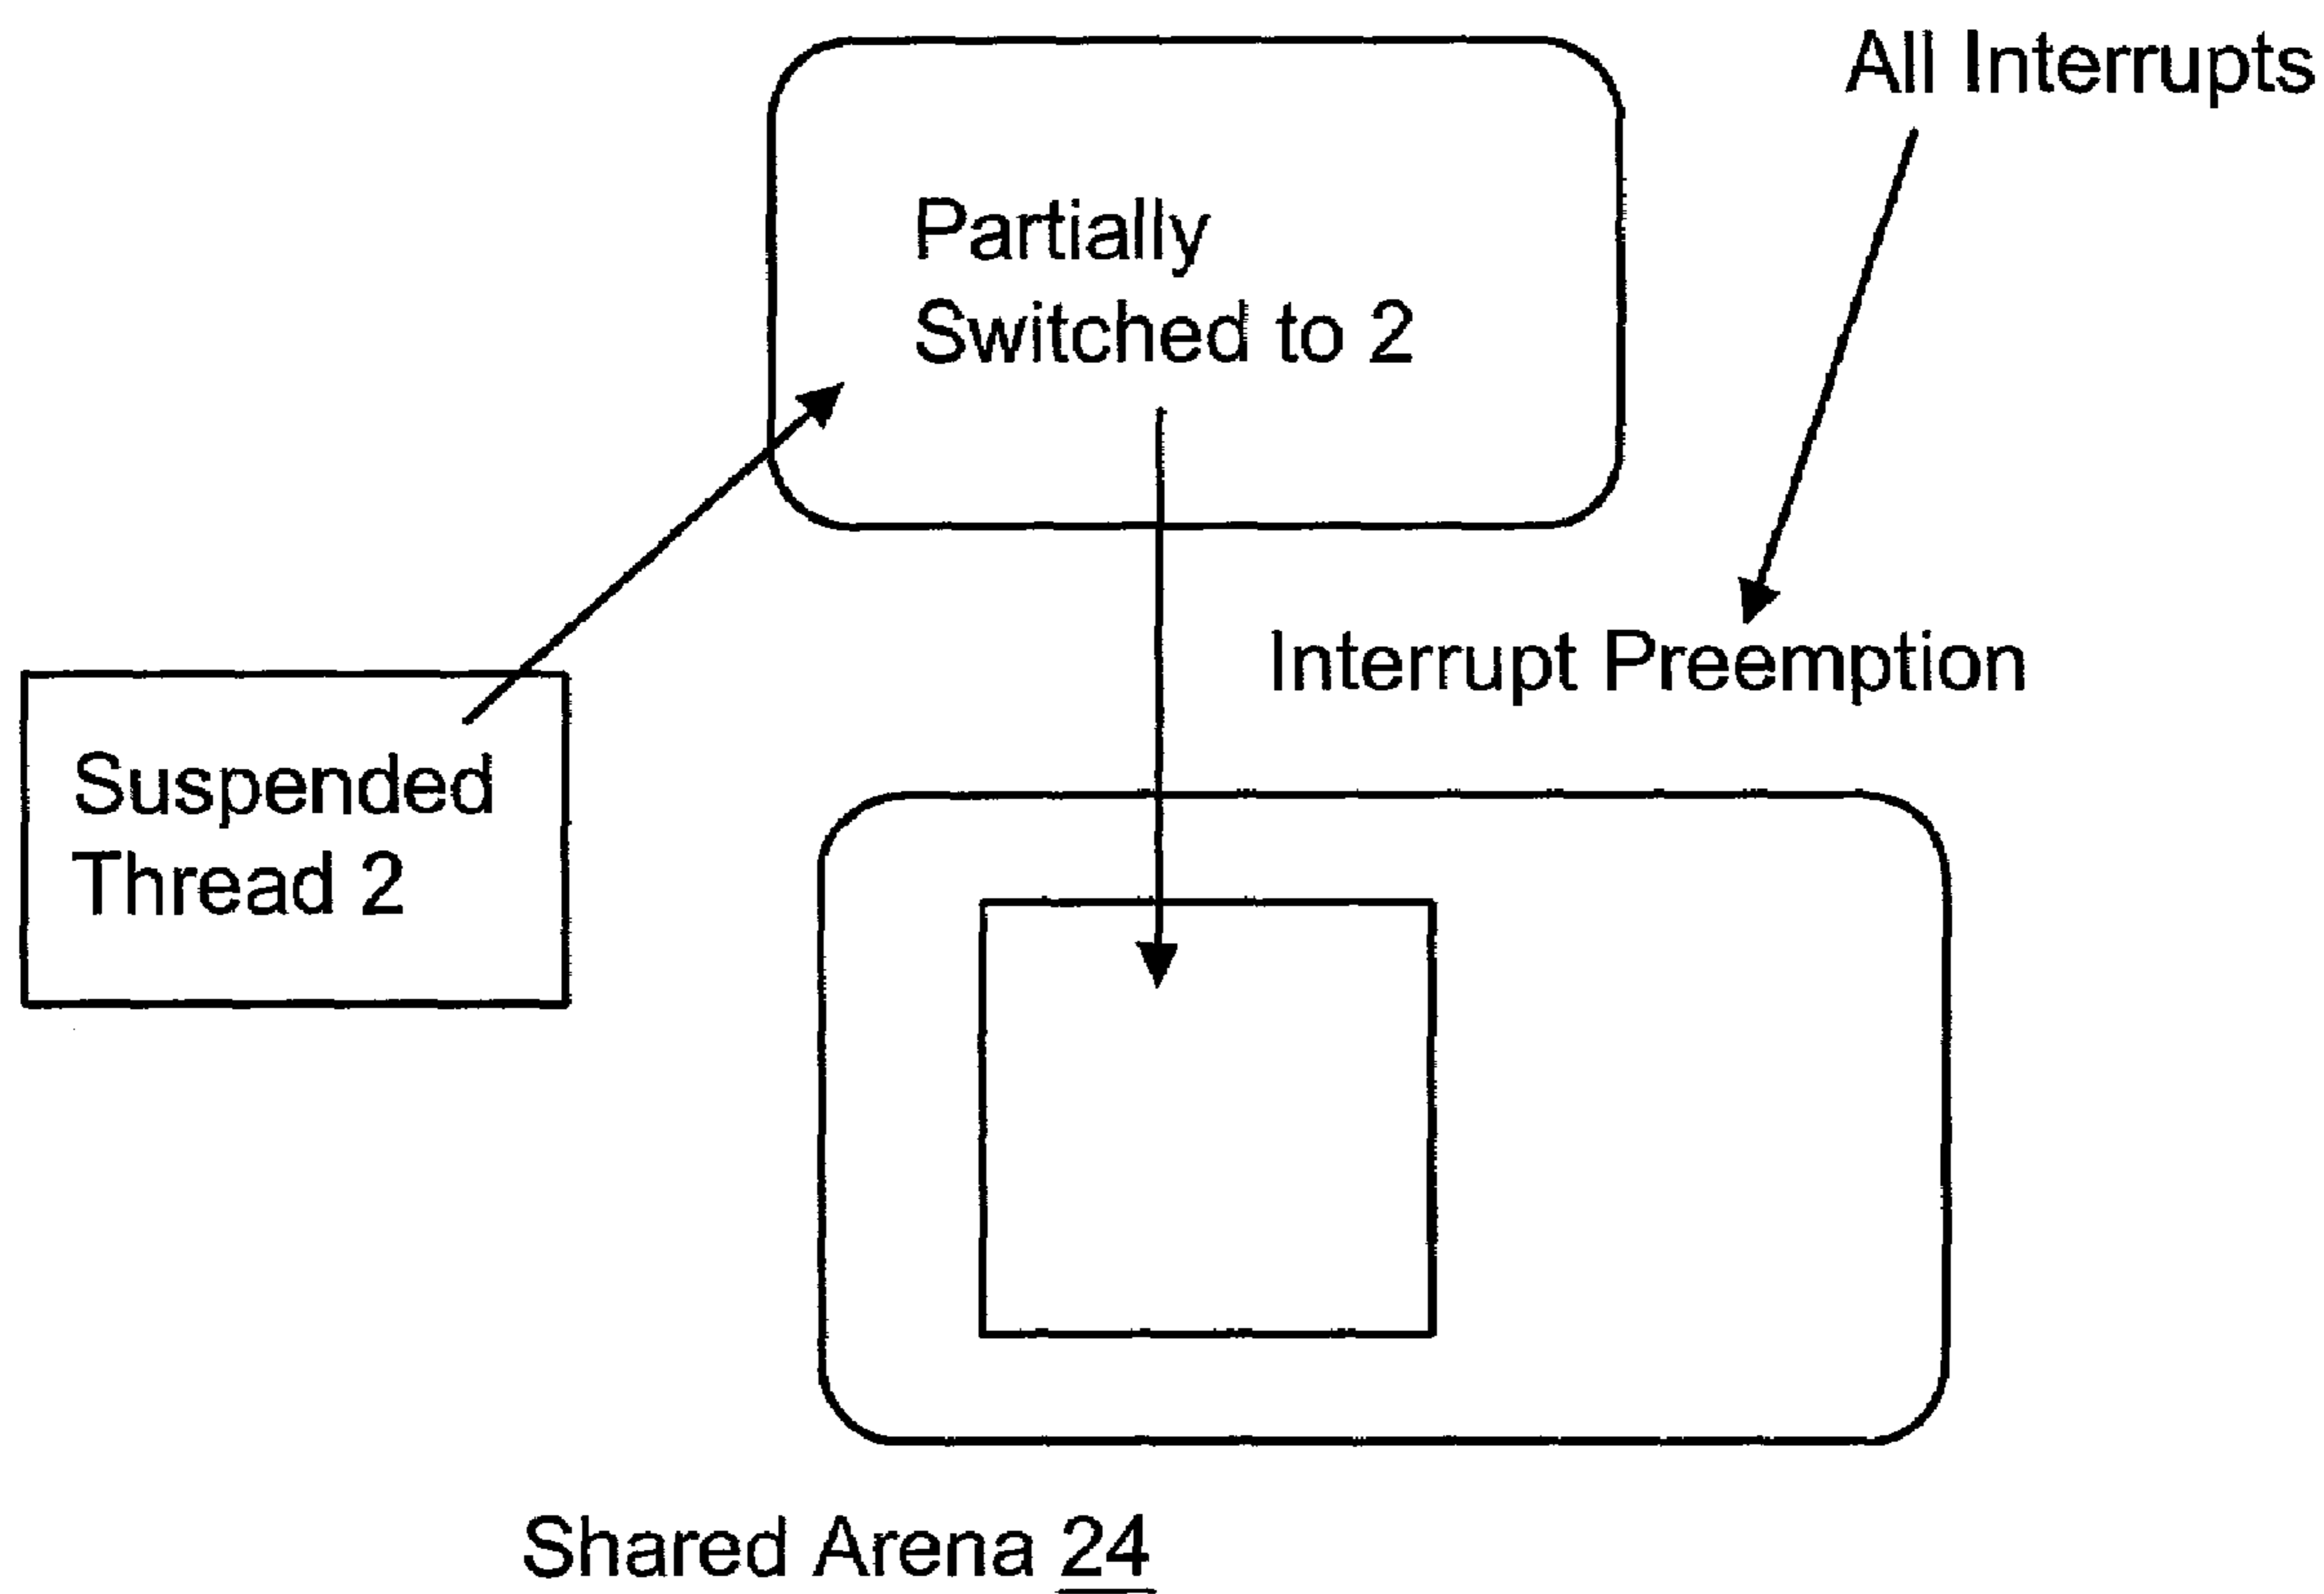 All Interrupts
Partially
Switched to 2
Interrupt Preemption
Suspended
Thread 2
Shared Arena 24